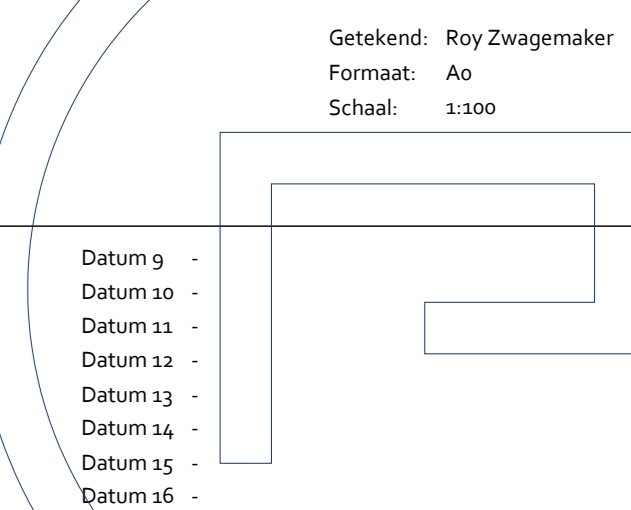 Getekend: Roy Zwagemaker
Formaat: A0
Schaal: 1:100
Datum 9 -
Datum 10 -
Datum 11 -
Datum 12 -
Datum 13 -
Datum 14 -
Datum 15 -
Datum 16 -